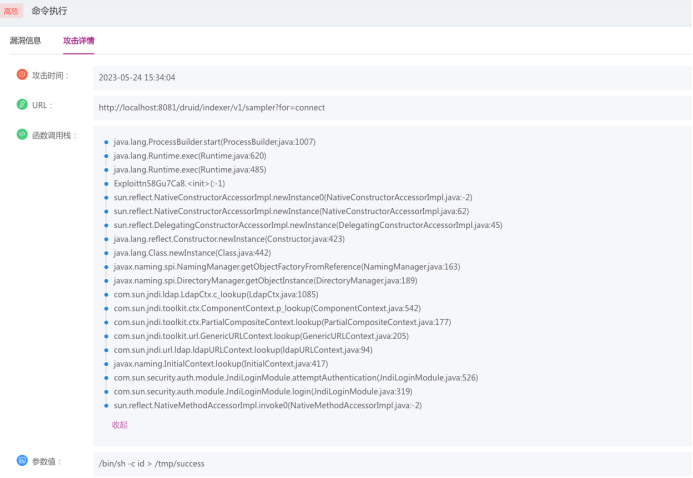 高危 命令执行
漏洞信息 攻击详情
攻击时间：
2023-05-24 15:34:04
URL：
http://localhost:8081/druid/indexer/v1/sampler?for=connect
函数调用栈：
java.lang.ProcessBuilder.start(ProcessBuilder.java:1007)
java.lang.Runtime.exec(Runtime.java:620)
java.lang.Runtime.exec(Runtime.java:485)
Exploittn58Gu7Ca8.<init>(:-1)
sun.reflect.NativeConstructorAccessorImpl.newInstance0(NativeConstructorAccessorImpl.java:-2)
sun.reflect.NativeConstructorAccessorImpl.newInstance(NativeConstructorAccessorImpl.java:62)
sun.reflect.DelegatingConstructorAccessorImpl.newInstance(DelegatingConstructorAccessorImpl.java:45)
java.lang.reflect.Constructor.newInstance(Constructor.java:423)
java.lang.Class.newInstance(Class.java:442)
javax.naming.spi.NamingManager.getObjectFactoryFromReference(NamingManager.java:163)
javax.naming.spi.DirectoryManager.getObjectInstance(DirectoryManager.java:189)
com.sun.jndi.ldap.LdapCtx.c_lookup(LdapCtx.java:1085)
com.sun.jndi.toolkit.ctx.ComponentContext.p_lookup(ComponentContext.java:542)
com.sun.jndi.toolkit.ctx.PartialCompositeContext.lookup(PartialCompositeContext.java:177)
com.sun.jndi.toolkit.url.GenericURLContext.lookup(GenericURLContext.java:205)
com.sun.jndi.url.ldap.ldapURLContext.lookup(ldapURLContext.java:94)
javax.naming.InitialContext.lookup(InitialContext.java:417)
com.sun.security.auth.module.JndiLoginModule.attemptAuthentication(JndiLoginModule.java:526)
com.sun.security.auth.module.JndiLoginModule.login(JndiLoginModule.java:319)
sun.reflect.NativeMethodAccessorImpl.invoke0(NativeMethodAccessorImpl.java:-2)
收起
参数值：
/bin/sh -c id > /tmp/success